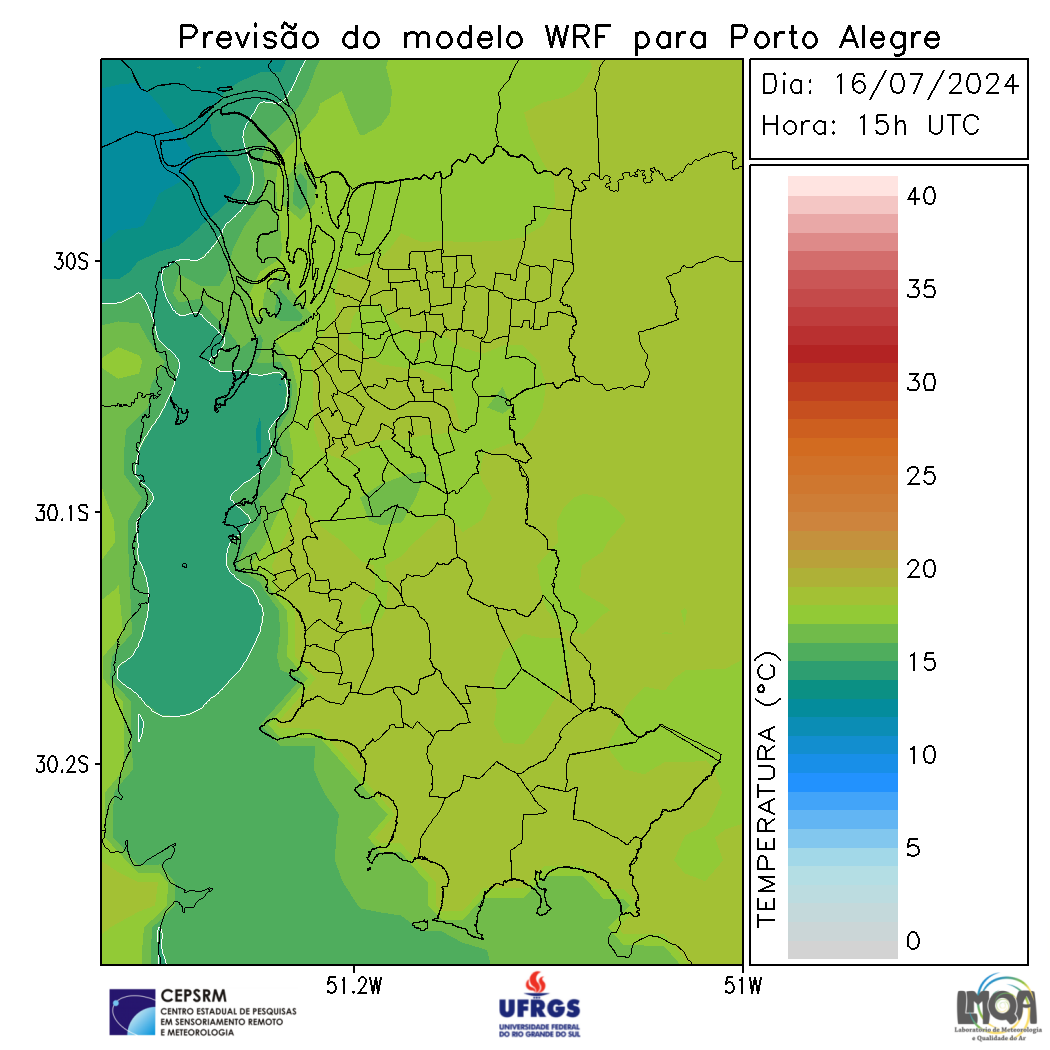 Previsão do modelo WRF para Porto Alegre
Dia: 16/07/2024
Hora: 15h UTC
40
35
30
25
20
15
10
5
0
TEMPERATURA (°C)
30S
30.1S
30.2S
51.2W
51W
CEPSRM
CENTRO ESTADUAL DE PESQUISAS
EM SENSORIAMENTO REMOTO
E METEOROLOGIA
UFRGS
UNIVERSIDADE FEDERAL
DO RIO GRANDE DO SUL
LMQA
Laboratório de Meteorologia
e Qualidade do Ar